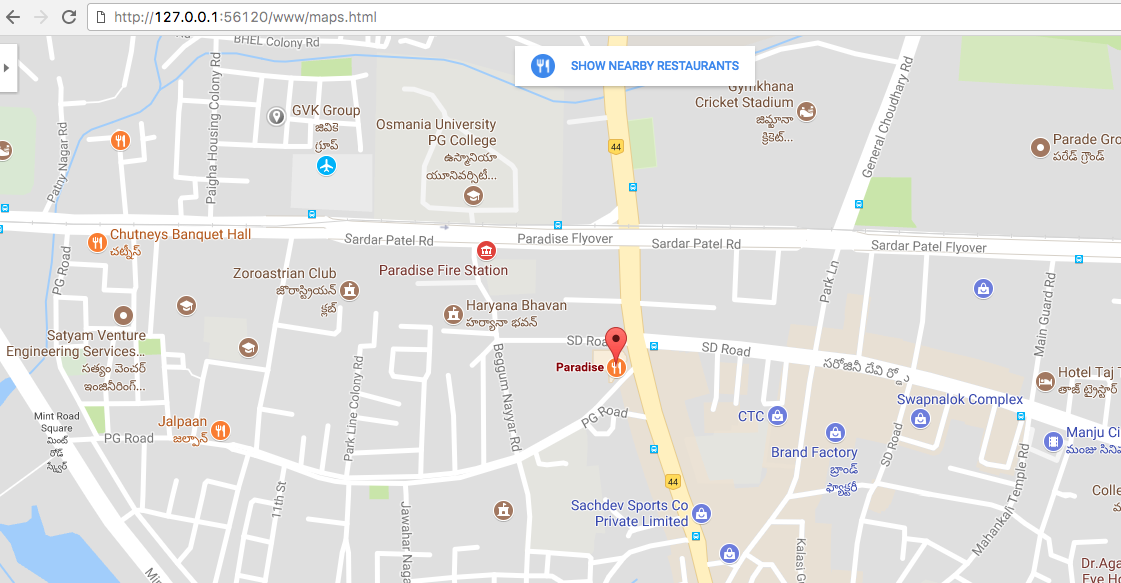 http://127.0.0.1:56120/www/maps.html
BHEL Colony Rd
SHOW NEARBY RESTAURANTS
Gymkhana
Cricket Stadium
జిమ్ఖానా
క్రికెట్...
GVK Group
జివికె
గ్రూప్
Osmania University
PG College
ఉస్మానియా
యూనివర్సిటీ...
Paigha Housing Colony Rd
Patny Nagar Rd
General Choudhary Rd
44
Parade Gro
పరేడ్ గ్రౌండ్
Chutneys Banquet Hall
చట్నీస్
Sardar Patel Rd
Paradise Flyover
Sardar Patel Rd
Sardar Patel Flyover
PG Road
Paradise Fire Station
Zoroastrian Club
జొరాస్ట్రియన్
క్లబ్
Park Ln
Main Guard Rd
Haryana Bhavan
హర్యానా భవన్
Satyam Venture
Engineering Services...
సత్యం వెంచర్
ఇంజినీరింగ్...
SD Road
SD Road
సరోజినీ దేవి రోడ్డు
Paradise
Beggum Nayyar Rd
Park Line Colony Rd
Hotel Taj T
తాజ్ ట్రైస్టార్
Swapnalok Complex
CTC
PG Road
Mint Road
Square
మింట్
రోడ్
స్క్వేర్
Jalpaan
జల్పాన్
PG Road
Brand Factory
బ్రాండ్
ఫ్యాక్టరీ
SD Road
Manju Ci
మంజు సిని
Mahankali Temple Rd
44
11th St
Jawahar Naga
Sachdev Sports Co
Private Limited
Kalasi G
Colle
Dr.Aga
Eye Ho